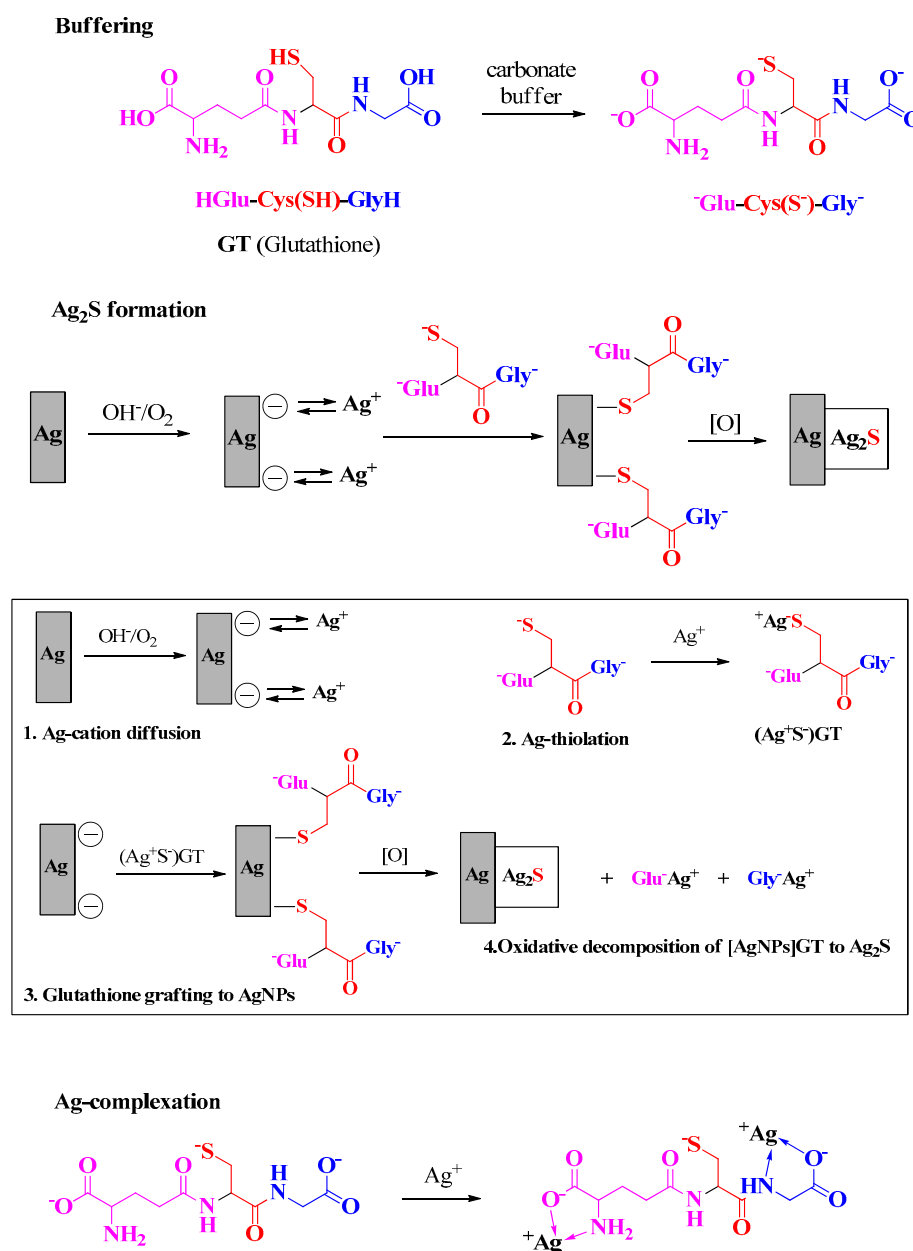 Buffering
HS
O O H OH
HO N N O
NH₂ H O
carbonate
buffer
⁻S
O O H O⁻
⁻O N N O
NH₂ H O
HGlu-Cys(SH)-GlyH
⁻Glu-Cys(S⁻)-Gly⁻
GT (Glutathione)
Ag₂S formation
Ag
OH⁻/O₂
Ag − ⇌ Ag⁺
− ⇌ Ag⁺
⁻S
⁻Glu Gly⁻
O
O
⁻Glu Gly⁻
Ag S
S
⁻Glu Gly⁻
O
[O]
Ag Ag₂S
Ag
OH⁻/O₂
Ag − ⇌ Ag⁺
− ⇌ Ag⁺
1. Ag-cation diffusion
⁻S
⁻Glu Gly⁻
O
Ag⁺
⁺Ag⁻S
⁻Glu Gly⁻
O
2. Ag-thiolation
(Ag⁺S⁻)GT
Ag −
−
(Ag⁺S⁻)GT
O
⁻Glu Gly⁻
Ag S
S
⁻Glu Gly⁻
O
[O]
Ag Ag₂S + Glu⁻Ag⁺ + Gly⁻Ag⁺
4.Oxidative decomposition of [AgNPs]GT to Ag₂S
3. Glutathione grafting to AgNPs
Ag-complexation
⁻S
O O H O⁻
⁻O N N O
NH₂ H O
Ag⁺
⁻S ⁺Ag
O O O⁻
O⁻ N HN O
NH₂ H O
⁺Ag